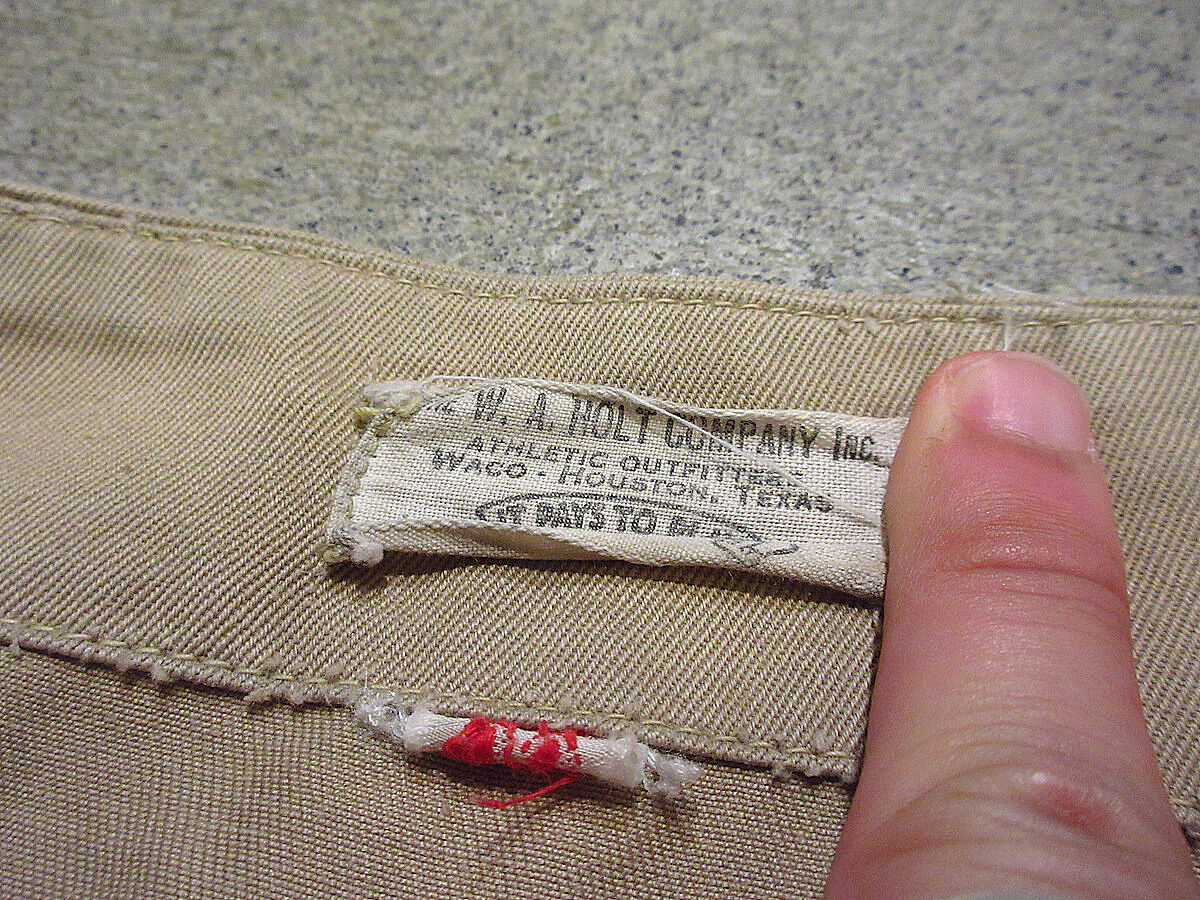 W. A. HOLT COMPANY INC.
ATHLETIC OUTFITTERS
WACO - HOUSTON, TEXAS
DAYS TO